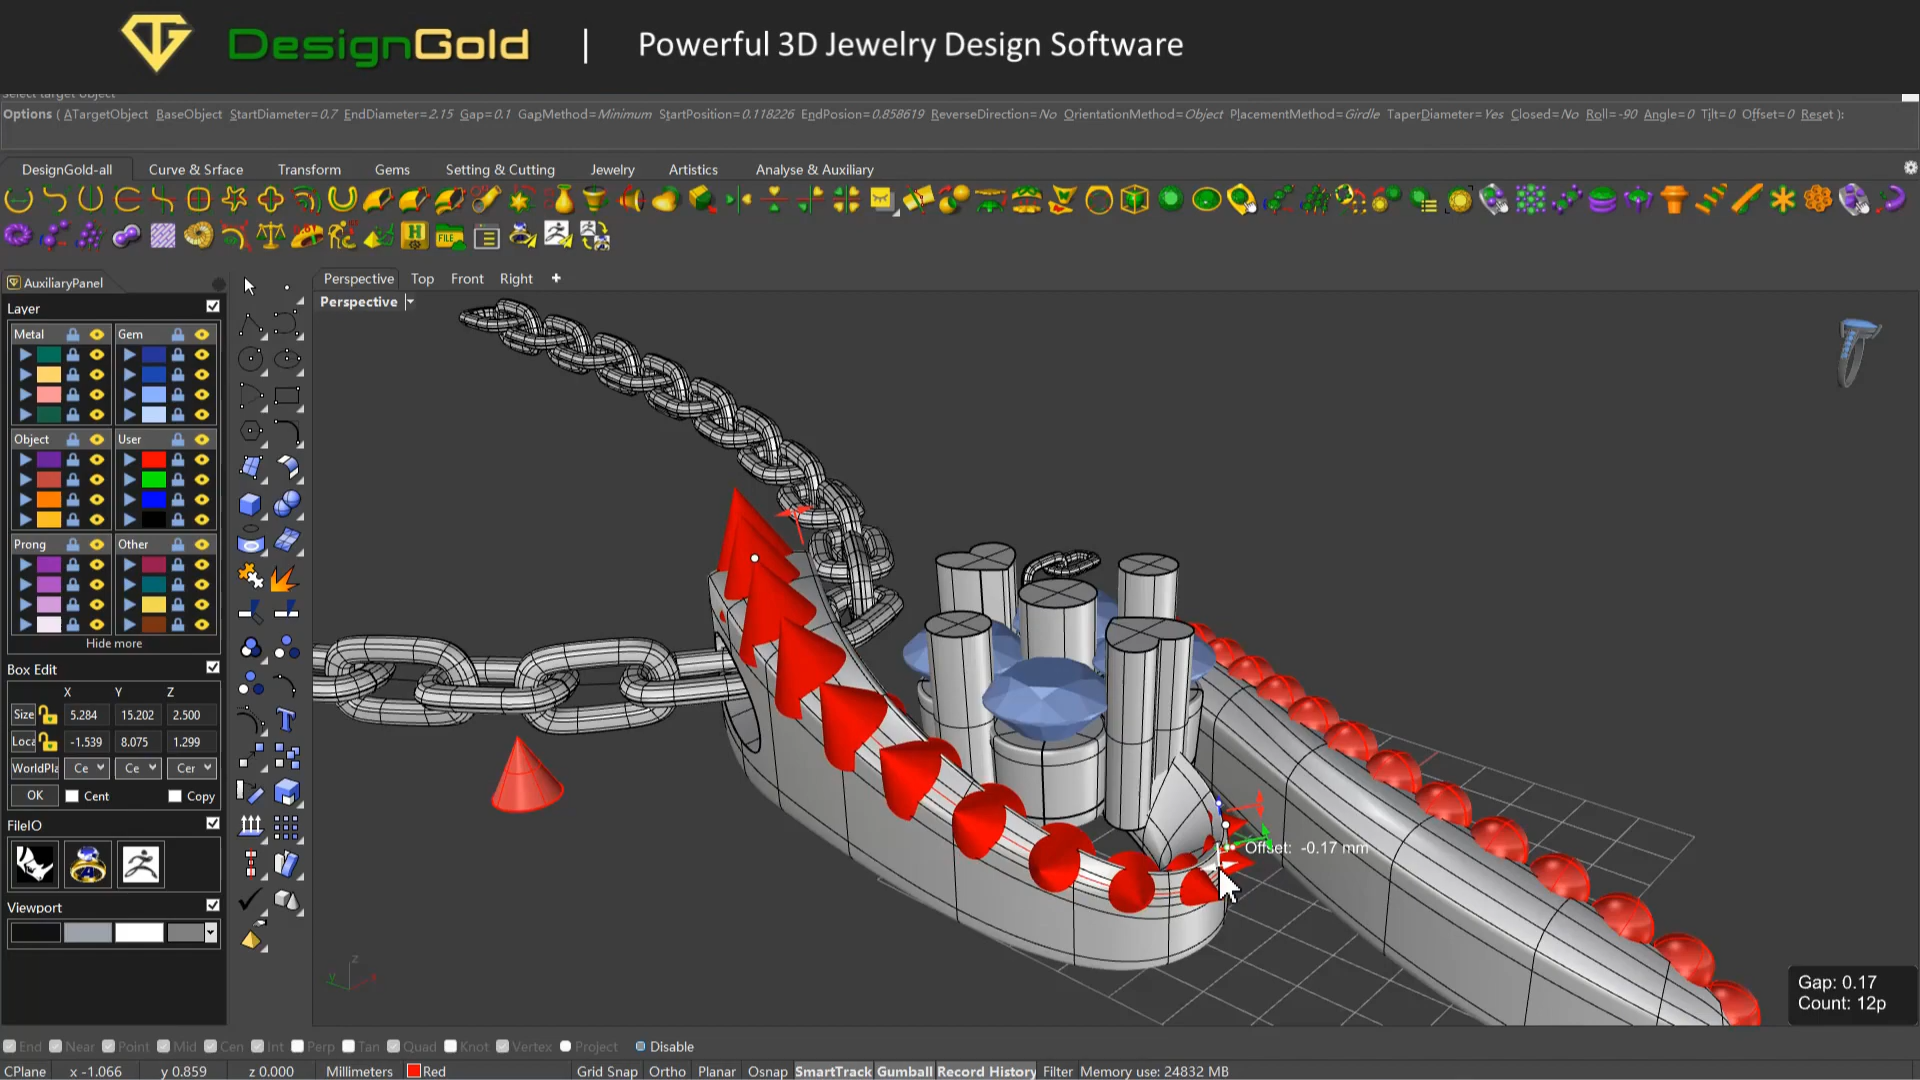 DesignGold | Powerful 3D Jewelry Design Software
Select target object
Options ( ATargetObject BaseObject StartDiameter=0.7 EndDiameter=2.15 Gap=0.1 GapMethod=Minimum StartPosition=0.118226 EndPosion=0.858619 ReverseDirection=No OrientationMethod=Object PlacementMethod=Girdle TaperDiameter=Yes Closed=No Roll=-90 Angle=0 Tilt=0 Offset=0 Reset ):
DesignGold-all Curve & Srface Transform Gems Setting & Cutting Jewelry Artistics Analyse & Auxiliary
H FILE
AuxiliaryPanel
Perspective Top Front Right
Perspective
Layer
Metal Gem
Object User
Prong Other
Hide more
Box Edit
X Y Z
Size 5.284 15.202 2.500
Loca -1.539 8.075 1.299
WorldPla Ce Ce Cer
OK Cent Copy
FileIO
Viewport
Offset: -0.17 mm
z
y x
Gap: 0.17
Count: 12p
End Near Point Mid Cen Int Perp Tan Quad Knot Vertex Project Disable
CPlane x -1.066 y 0.859 z 0.000 Millimeters Red Grid Snap Ortho Planar Osnap SmartTrack Gumball Record History Filter Memory use: 24832 MB